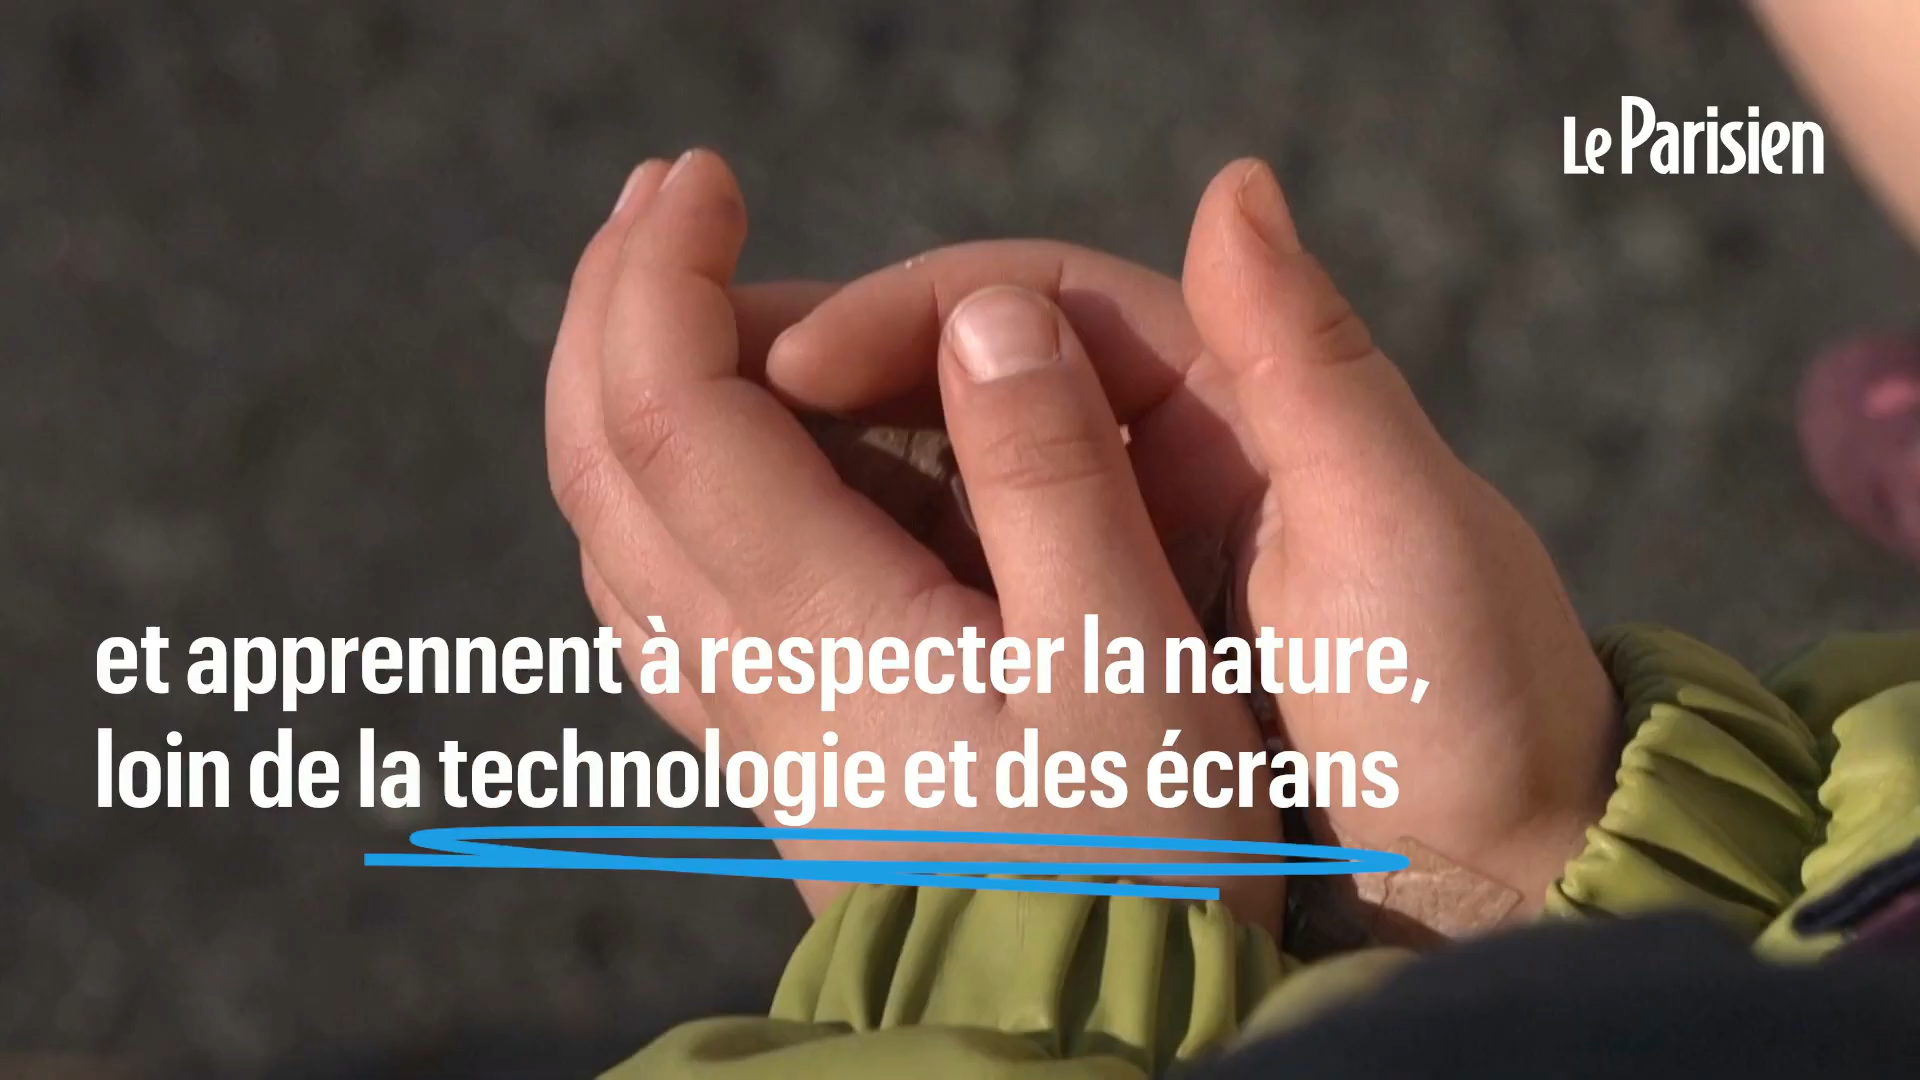 Le Parisien
et apprennent à respecter la nature,
loin de la technologie et des écrans